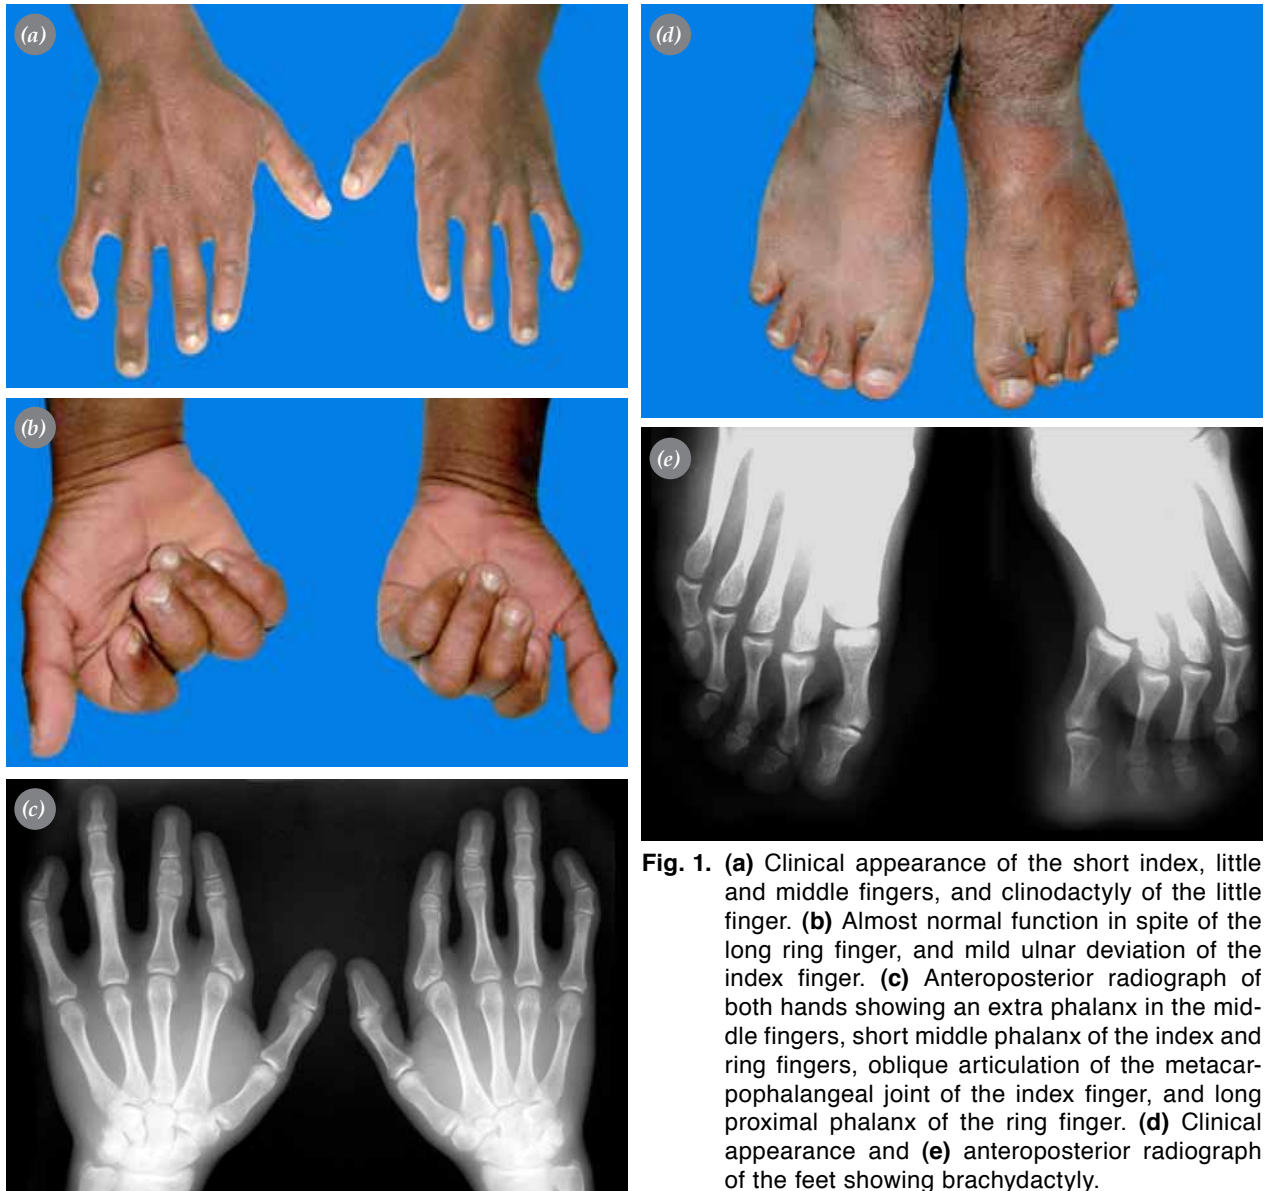 (a)
(d)
(b)
(e)
(c)
Fig. 1. (a) Clinical appearance of the short index, little
and middle fingers, and clinodactyly of the little
finger. (b) Almost normal function in spite of the
long ring finger, and mild ulnar deviation of the
index finger. (c) Anteroposterior radiograph of
both hands showing an extra phalanx in the mid-
dle fingers, short middle phalanx of the index and
ring fingers, oblique articulation of the metacar-
pophalangeal joint of the index finger, and long
proximal phalanx of the ring finger. (d) Clinical
appearance and (e) anteroposterior radiograph
of the feet showing brachydactyly.